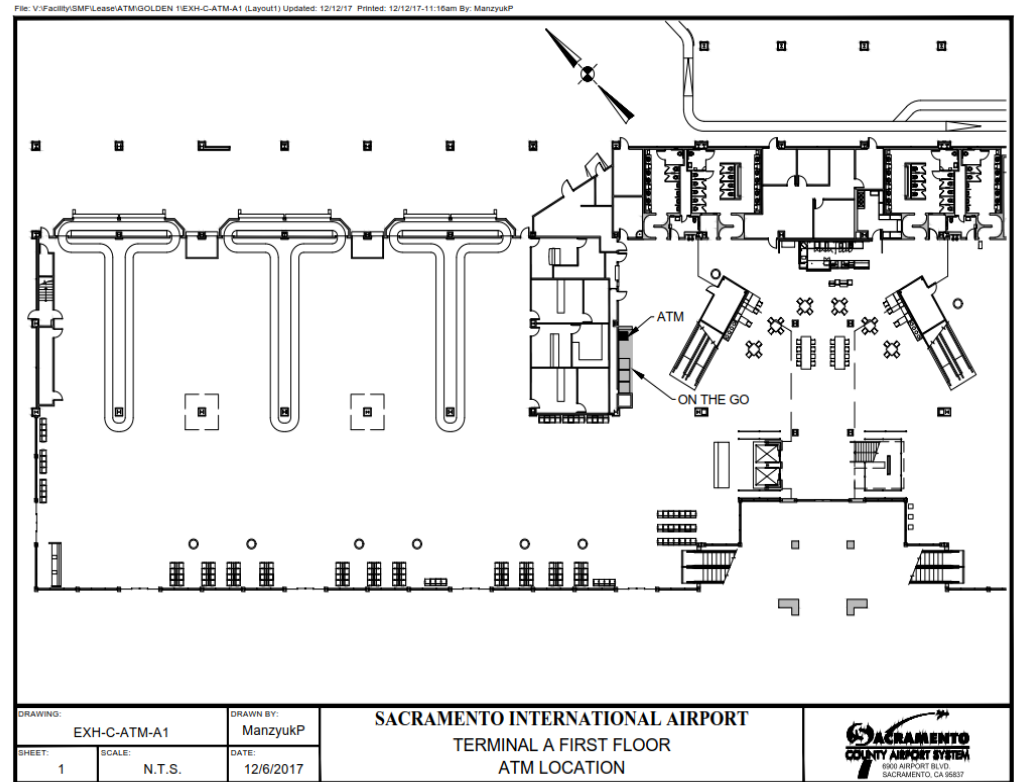 File: V:\Facility\SMF\Lease\ATM\GOLDEN 1\EXH-C-ATM-A1 (Layout1) Updated: 12/12/17 Printed: 12/12/17-11:16am By: ManzyukP
ATM
ON THE GO
DRAWING:
EXH-C-ATM-A1
DRAWN BY:
ManzyukP
SHEET:
1
SCALE:
N.T.S.
DATE:
12/6/2017
SACRAMENTO INTERNATIONAL AIRPORT
TERMINAL A FIRST FLOOR
ATM LOCATION
SACRAMENTO
COUNTY AIRPORT SYSTEM
6900 AIRPORT BLVD.
SACRAMENTO, CA 95837